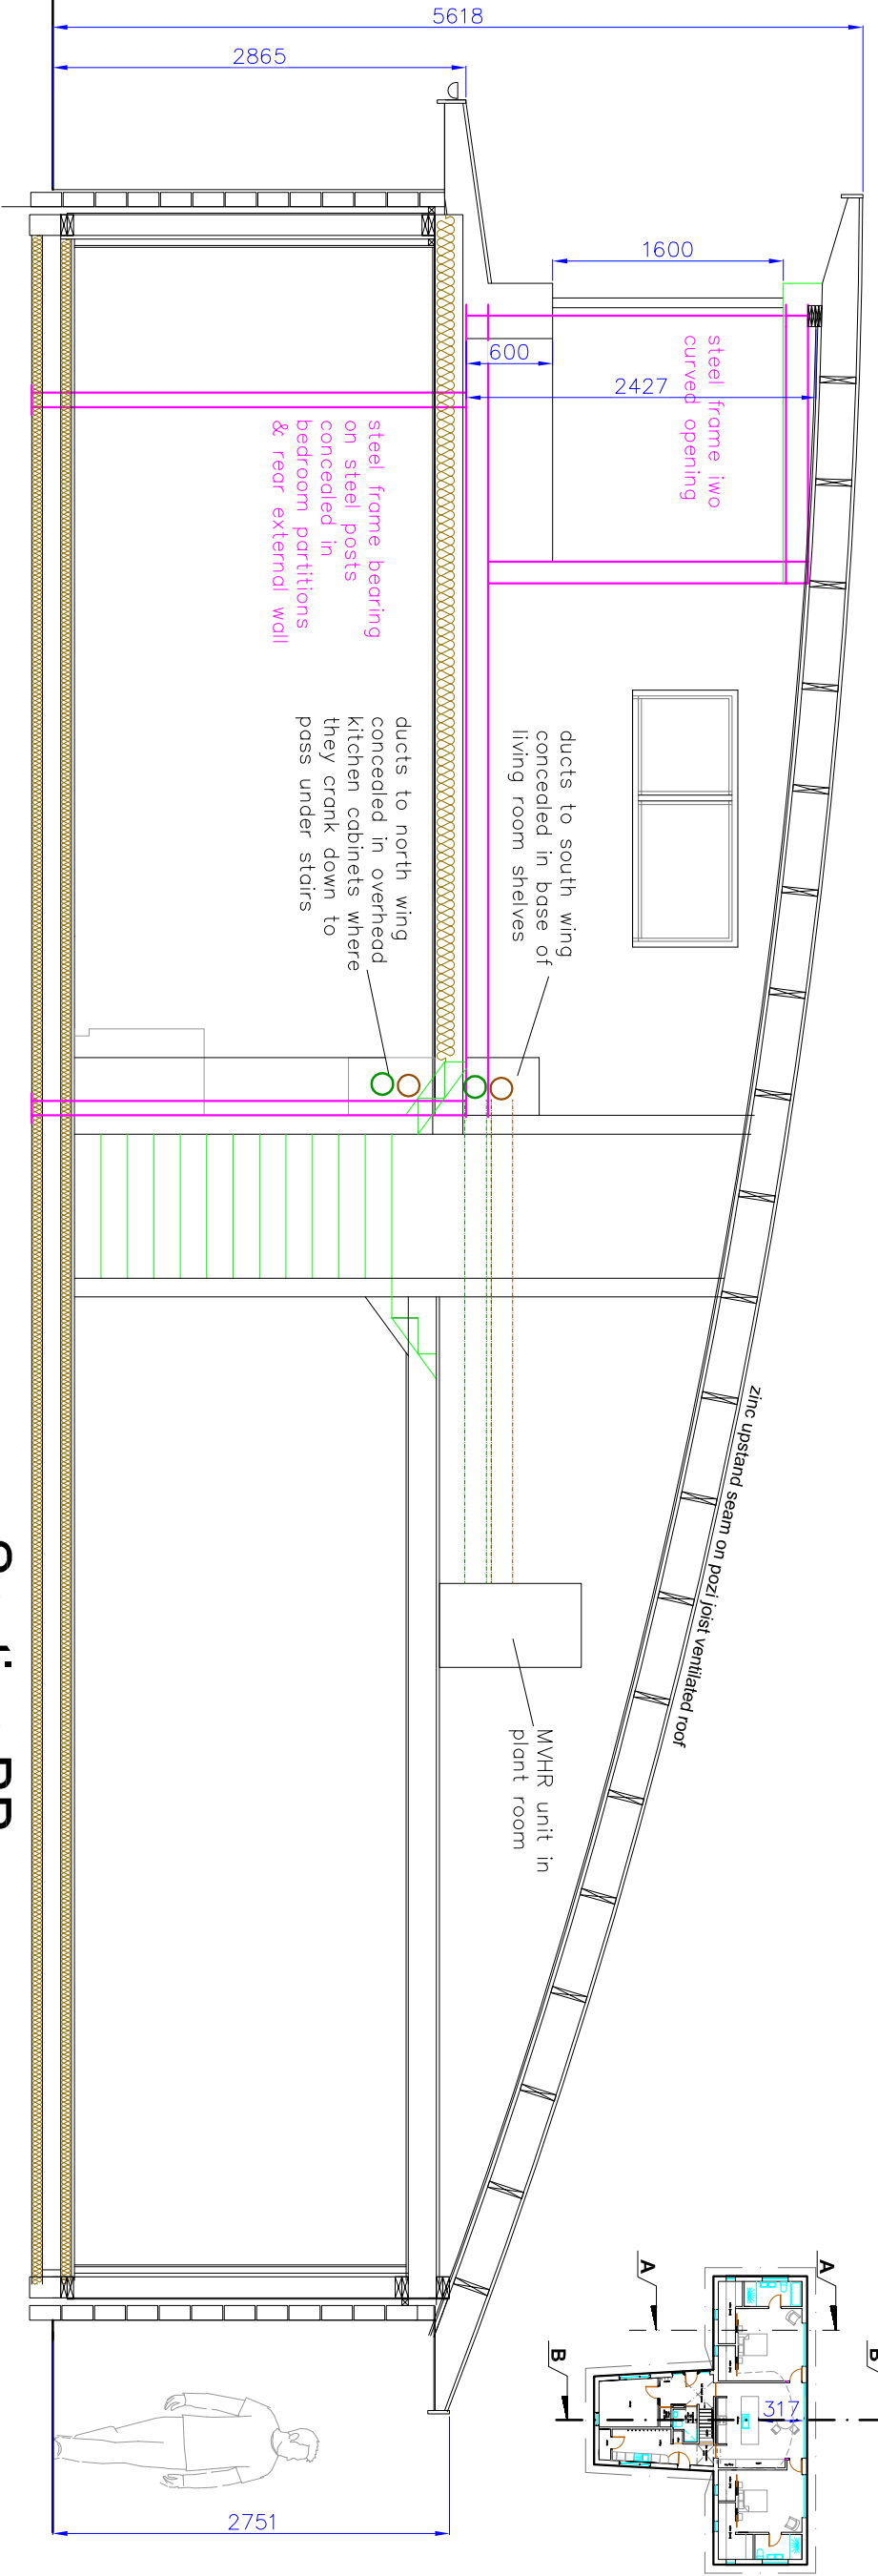 5618
2865
1600
600
2427
steel frame iwo
curved opening
steel frame bearing
on steel posts
concealed in
bedroom partitions
& rear external wall
ducts to south wing
concealed in base of
living room shelves
ducts to north wing
concealed in overhead
kitchen cabinets where
they crank down to
pass under stairs
zinc upstand seam on pozi joist ventilated roof
MVHR unit in
plant room
A
A
B
B
317
2751
Section BB